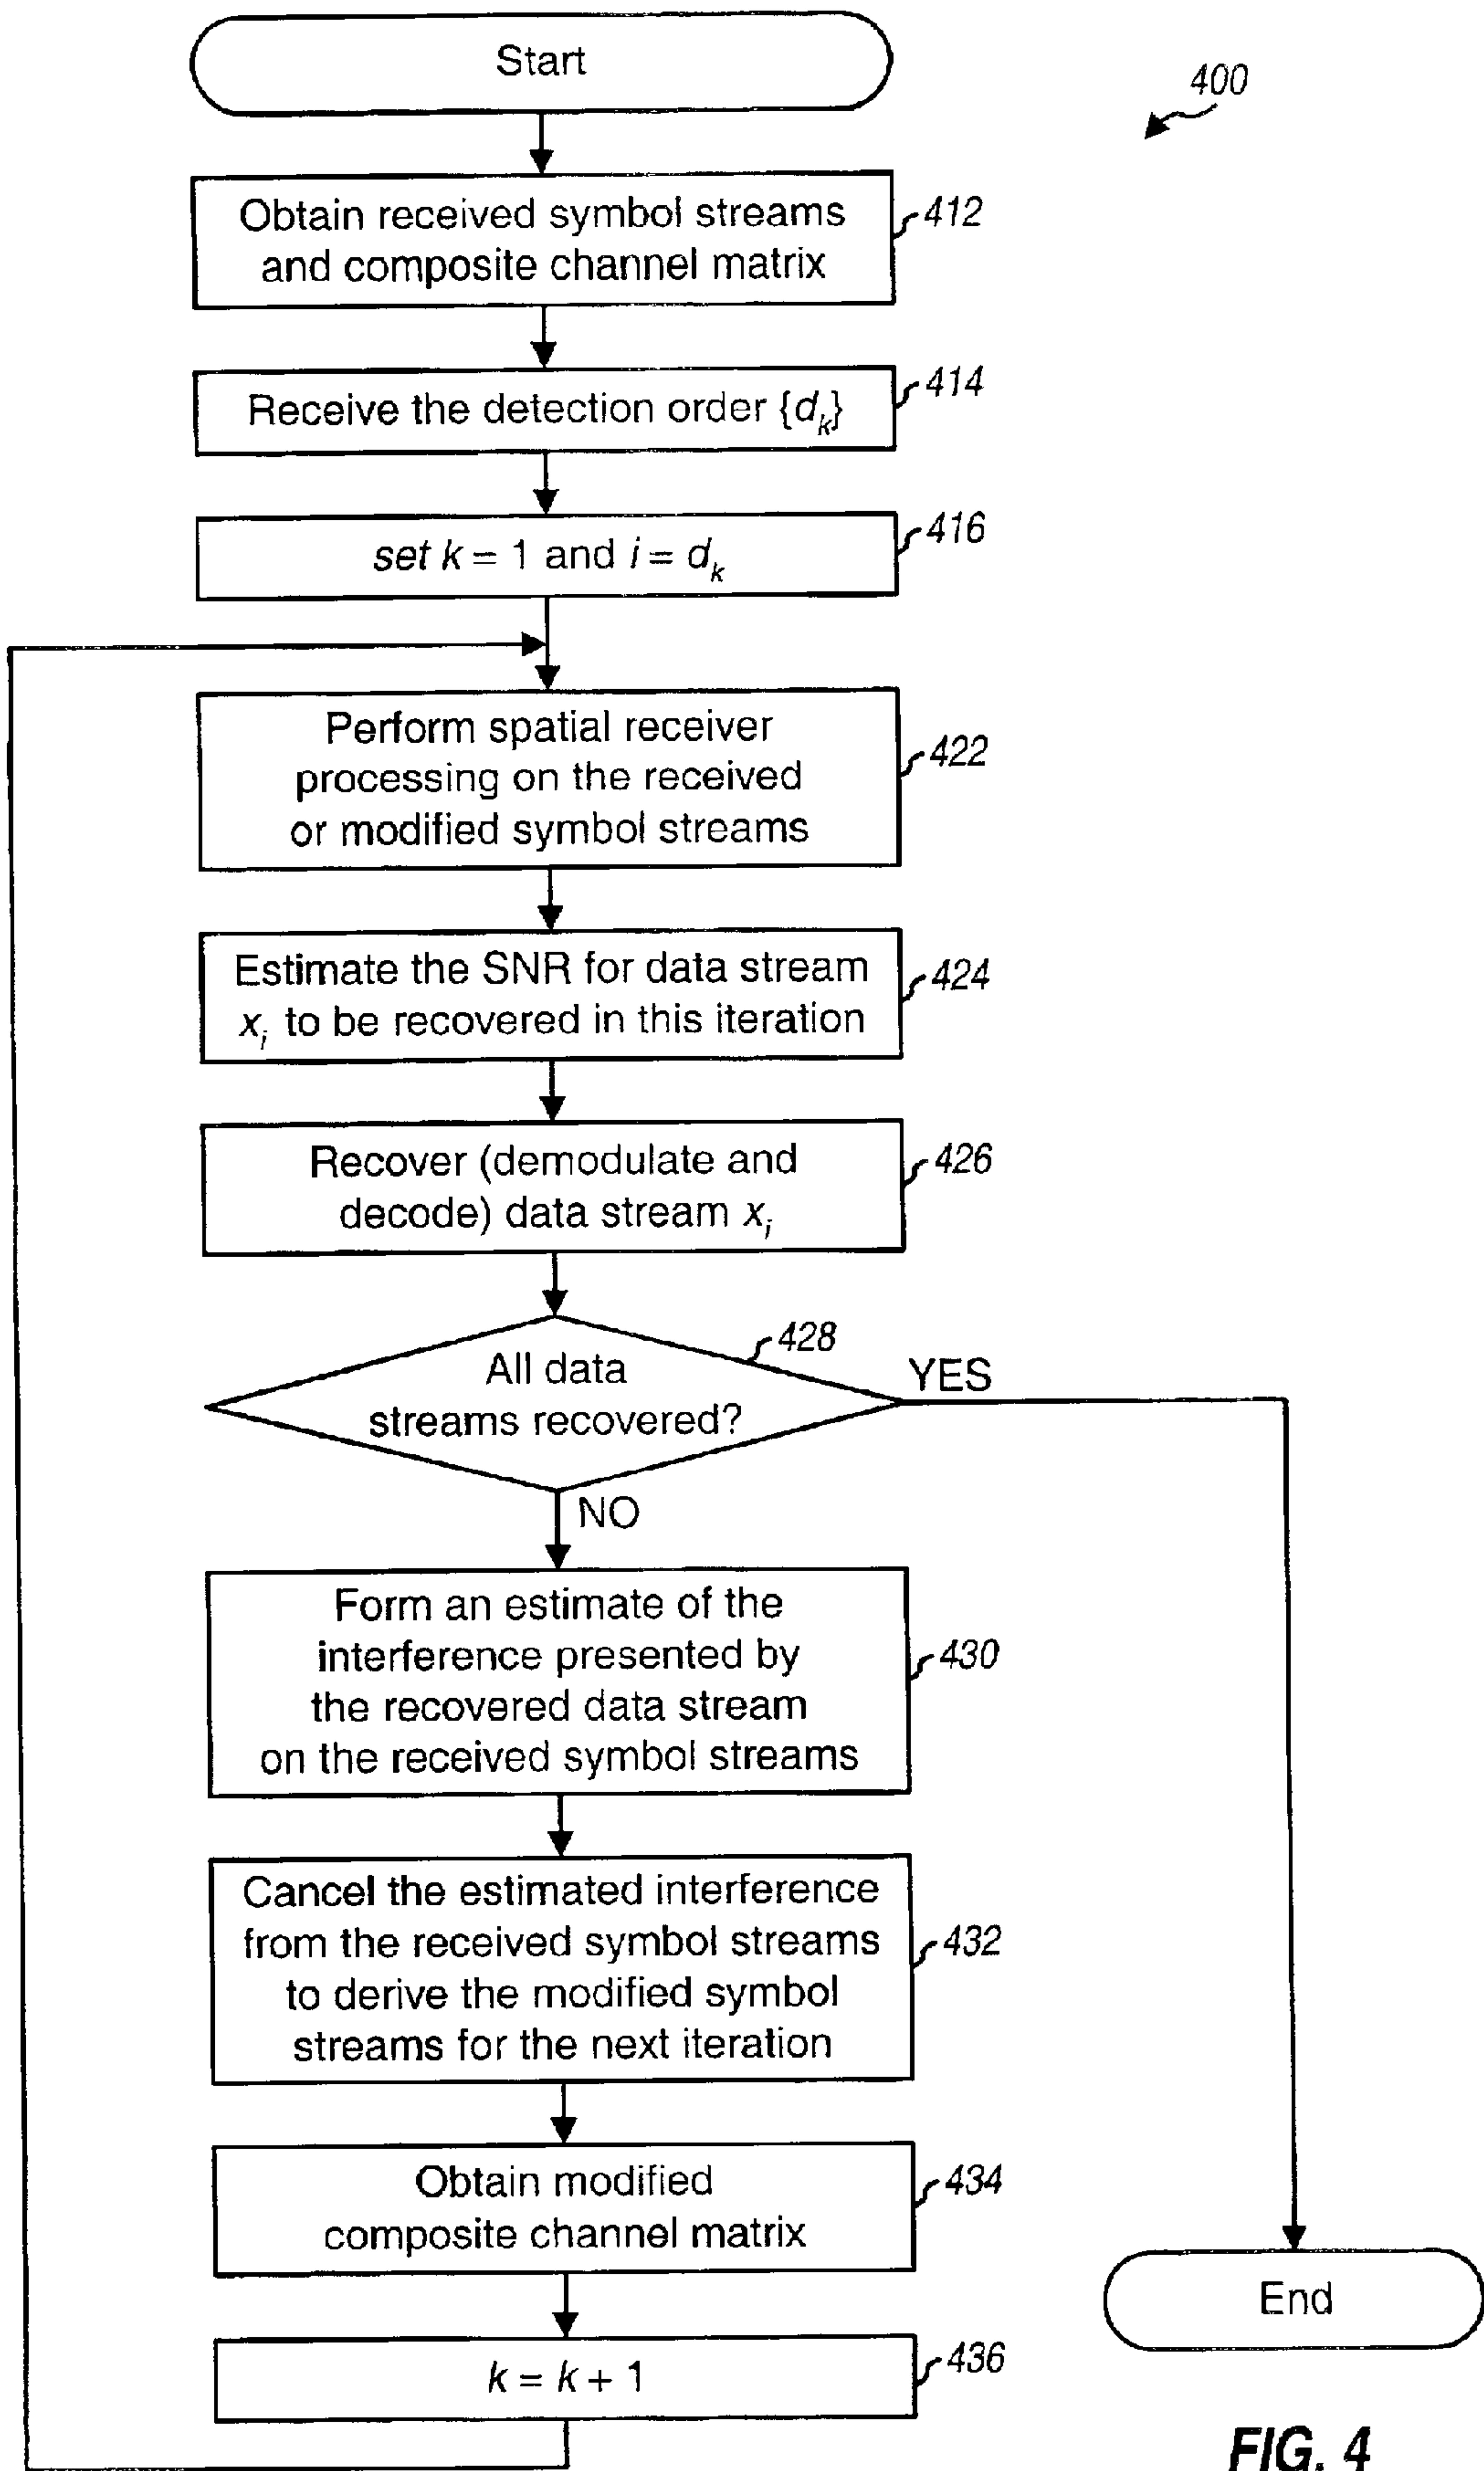 Start
400
Obtain received symbol streams
and composite channel matrix
412
Receive the detection order {d_k}
414
set k = 1 and i = d_k
416
Perform spatial receiver
processing on the received
or modified symbol streams
422
Estimate the SNR for data stream
x_i to be recovered in this iteration
424
Recover (demodulate and
decode) data stream x_i
426
All data
streams recovered?
428
YES
NO
Form an estimate of the
interference presented by
the recovered data stream
on the received symbol streams
430
Cancel the estimated interference
from the received symbol streams
to derive the modified symbol
streams for the next iteration
432
Obtain modified
composite channel matrix
434
End
k = k + 1
436
FIG. 4